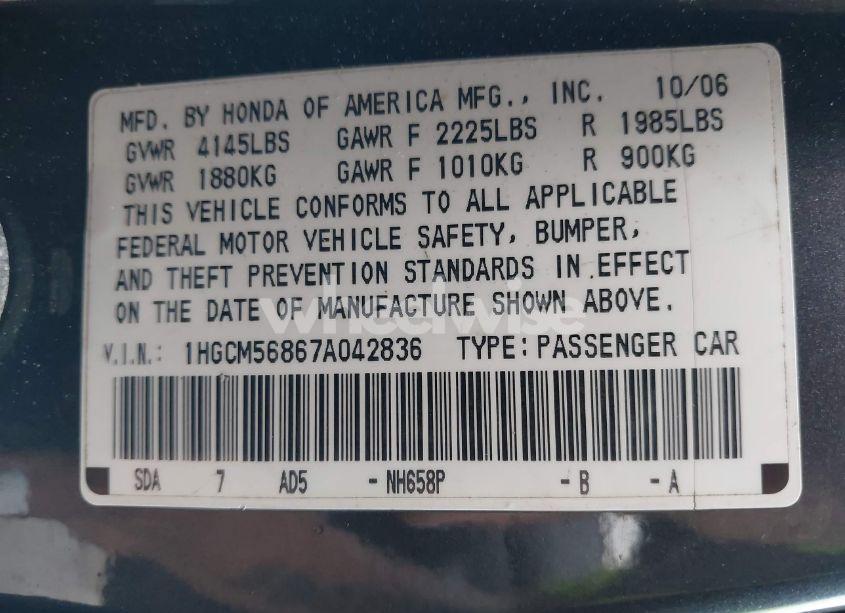 MFD. BY HONDA OF AMERICA MFG., INC. 10/06
GVWR 4145LBS GAWR F 2225LBS R 1985LBS
GVWR 1880KG GAWR F 1010KG R 900KG
THIS VEHICLE CONFORMS TO ALL APPLICABLE
FEDERAL MOTOR VEHICLE SAFETY, BUMPER,
AND THEFT PREVENTION STANDARDS IN EFFECT
ON THE DATE OF MANUFACTURE SHOWN ABOVE.
wheelwise
V.I.N.: 1HGCM56867A042836 TYPE: PASSENGER CAR
SDA 7 AD5 - NH658P - B - A